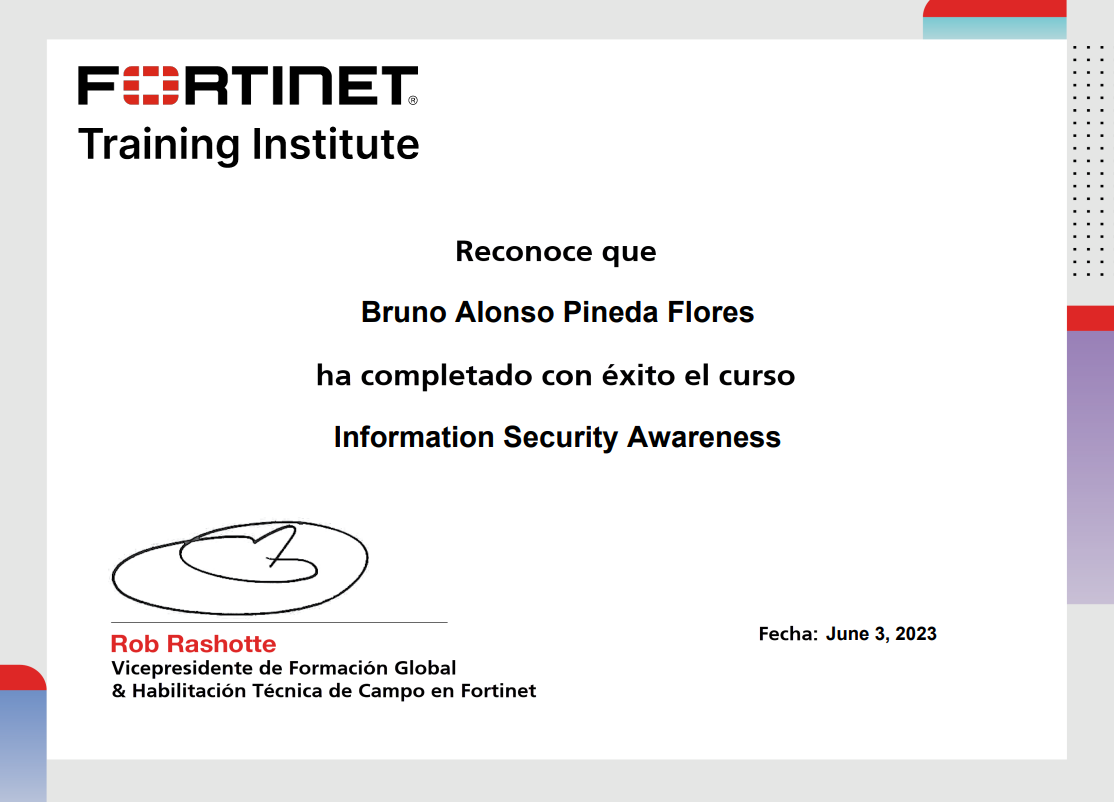 FORTINET®
Training Institute
Reconoce que
Bruno Alonso Pineda Flores
ha completado con éxito el curso
Information Security Awareness
Rob Rashotte
Vicepresidente de Formación Global
& Habilitación Técnica de Campo en Fortinet
Fecha: June 3, 2023